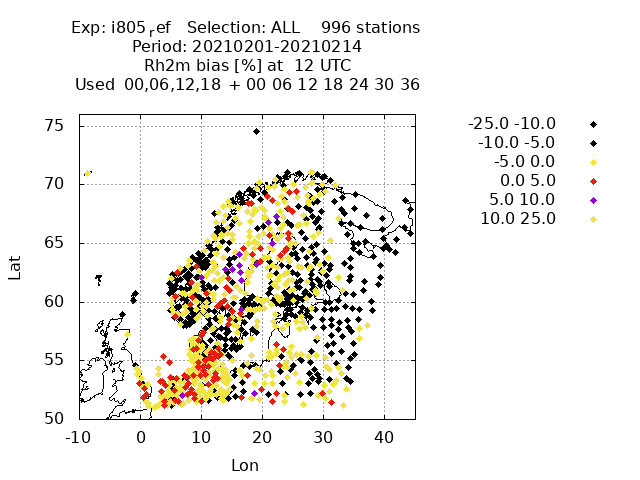 Exp: i805ref   Selection: ALL    996 stations
Period: 20210201-20210214
Rh2m bias [%] at  12 UTC
Used  00,06,12,18  + 00 06 12 18 24 30 36
-25.0 -10.0
-10.0 -5.0
-5.0 0.0
0.0 5.0
5.0 10.0
10.0 25.0
75
70
65
60
55
50
Lat
-10 0 10 20 30 40
Lon